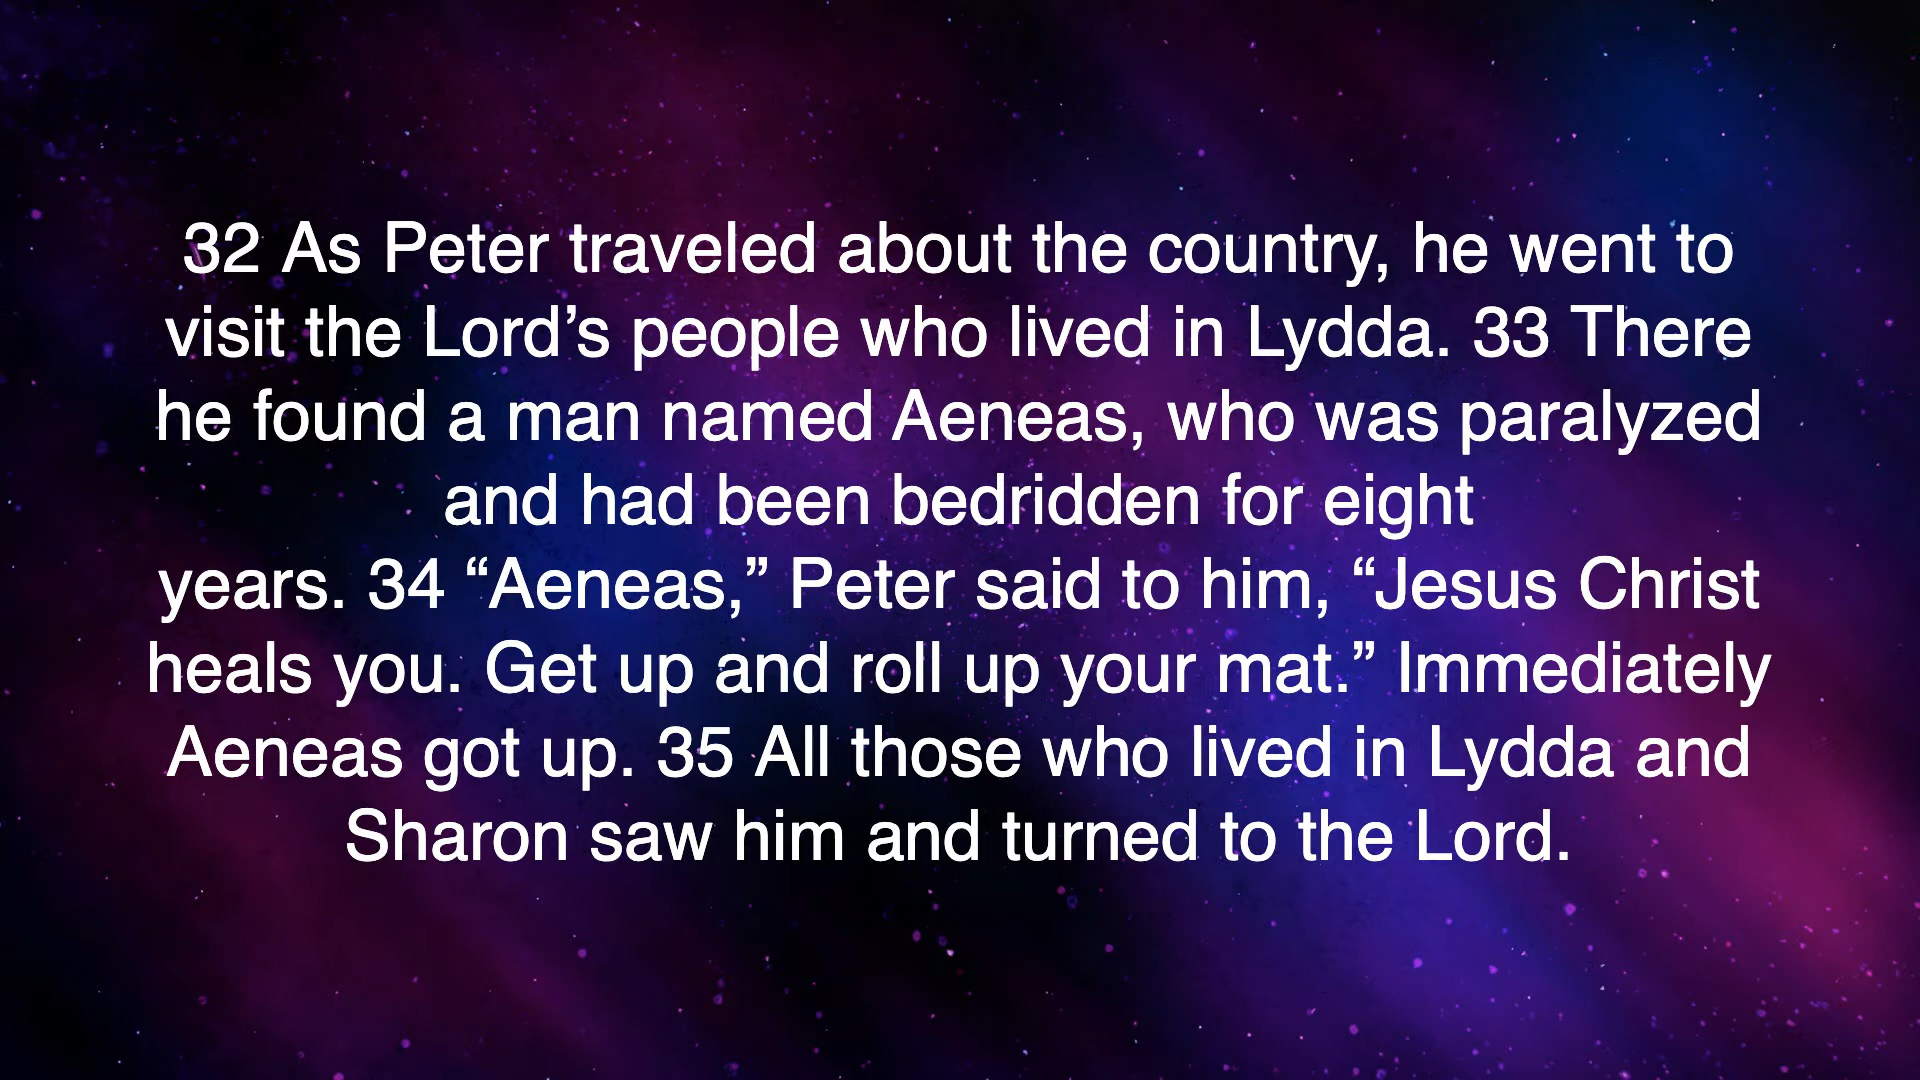 32 As Peter traveled about the country, he went to
visit the Lord’s people who lived in Lydda. 33 There
he found a man named Aeneas, who was paralyzed
and had been bedridden for eight
years. 34 “Aeneas,” Peter said to him, “Jesus Christ
heals you. Get up and roll up your mat.” Immediately
Aeneas got up. 35 All those who lived in Lydda and
Sharon saw him and turned to the Lord.